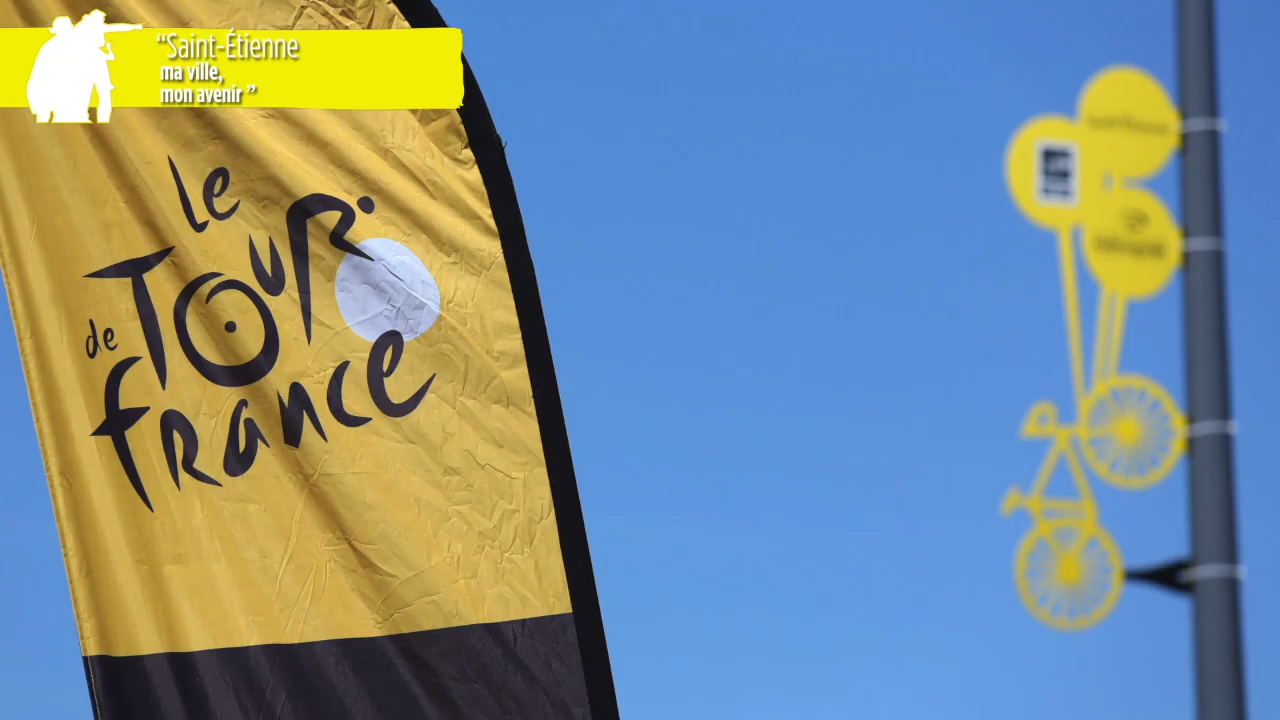 “Saint-Étienne
ma ville,
mon avenir”
Le
TOUR
de
france